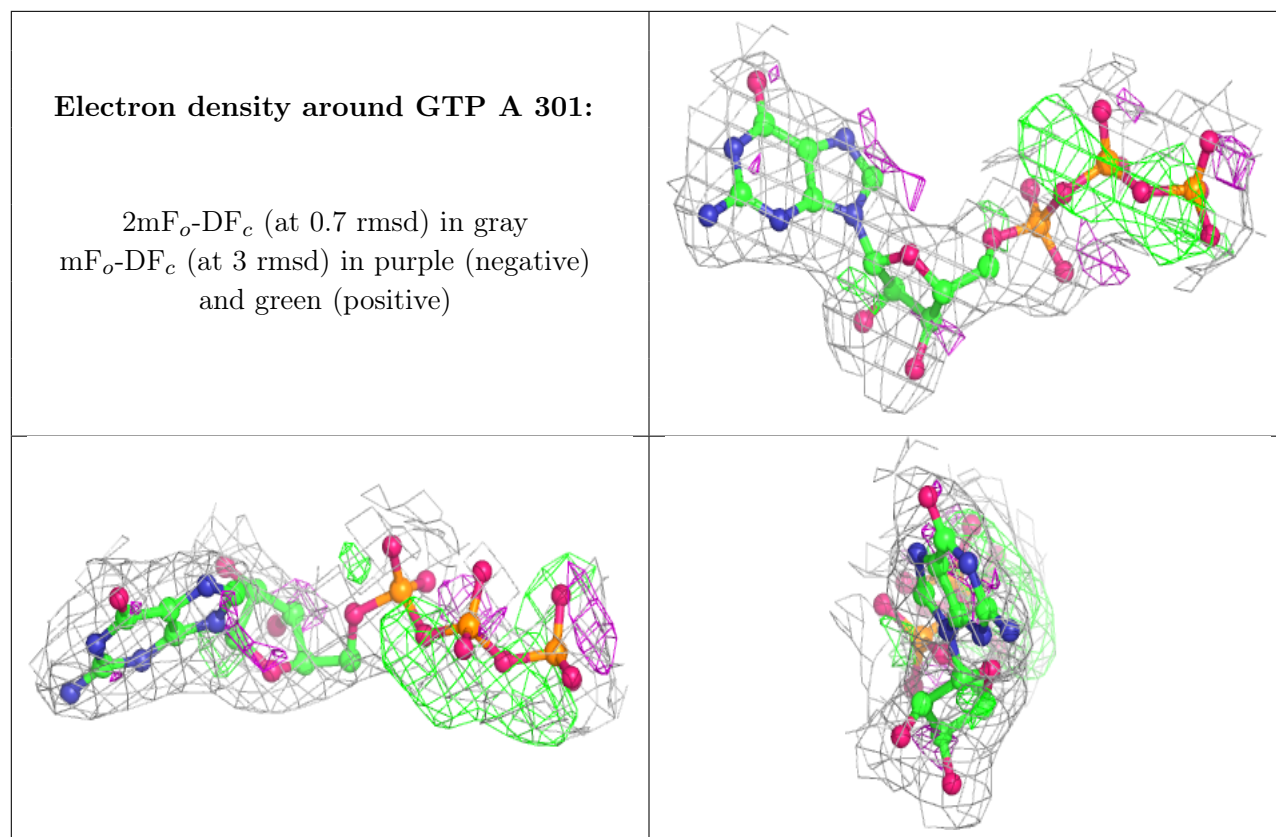 Electron density around GTP A 301:
2mFₒ-DF𝒸 (at 0.7 rmsd) in gray
mFₒ-DF𝒸 (at 3 rmsd) in purple (negative)
and green (positive)